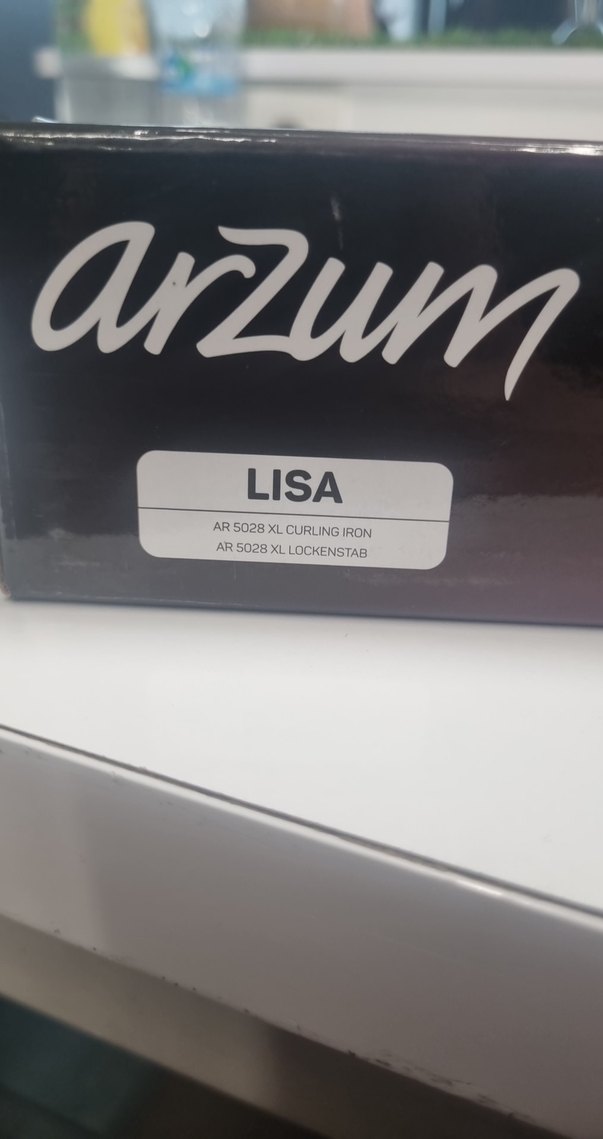 arzum
LISA
AR 5028 XL CURLING IRON
AR 5028 XL LOCKENSTAB